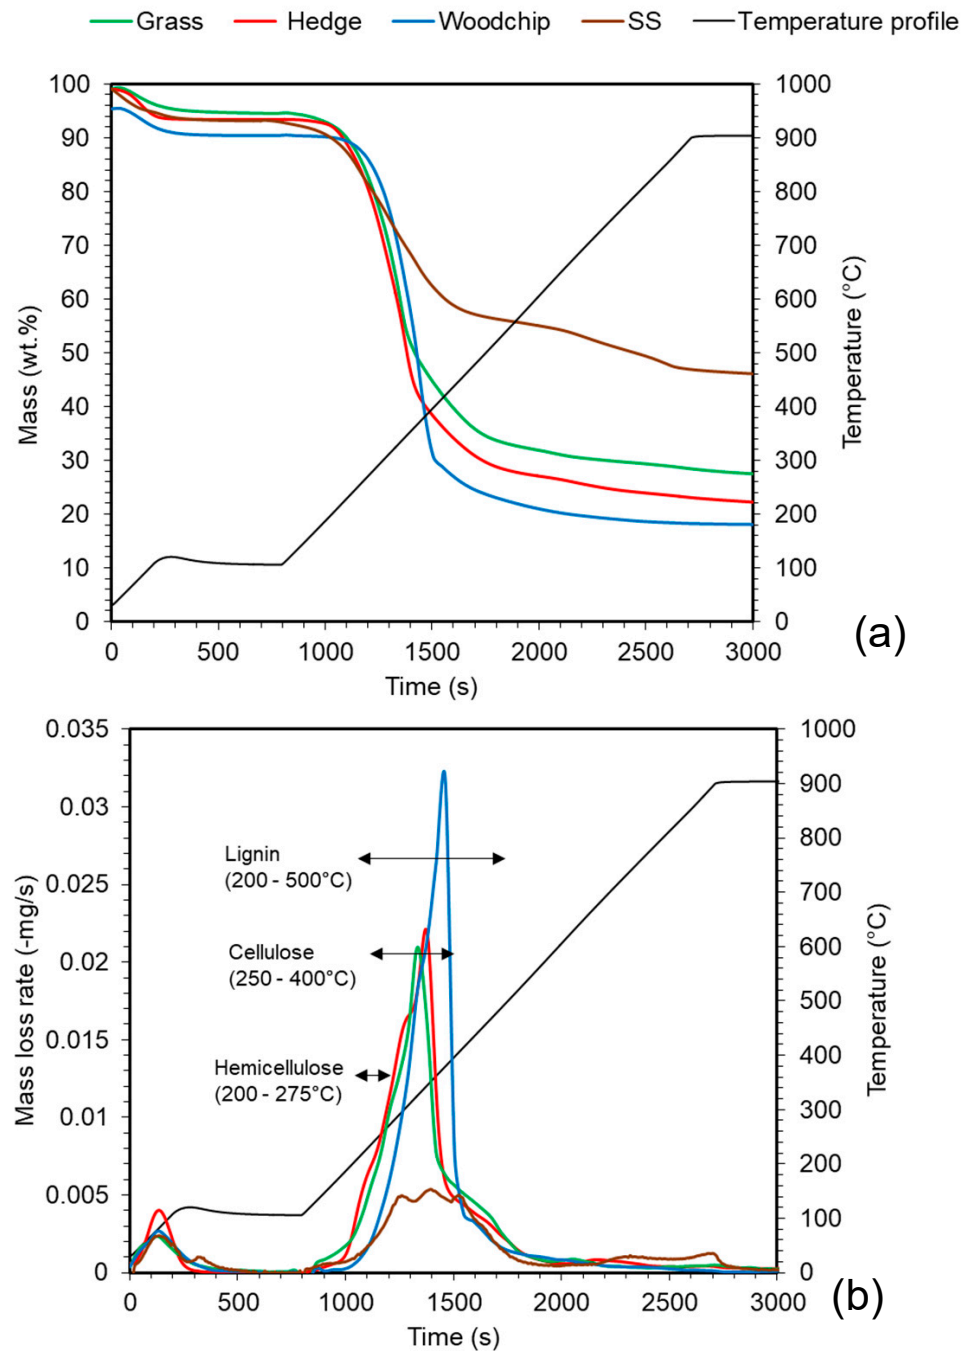 Grass Hedge Woodchip SS Temperature profile
100
90
80
70
60
50
40
30
20
10
0
Mass (wt.%)
1000
900
800
700
600
500
400
300
200
100
0
Temperature (°C)
0 500 1000 1500 2000 2500 3000
Time (s)
(a)
0.035
0.03
0.025
0.02
0.015
0.01
0.005
0
Mass loss rate (-mg/s)
Lignin
(200 - 500°C)
Cellulose
(250 - 400°C)
Hemicellulose
(200 - 275°C)
1000
900
800
700
600
500
400
300
200
100
0
Temperature (°C)
0 500 1000 1500 2000 2500 3000
Time (s)
(b)